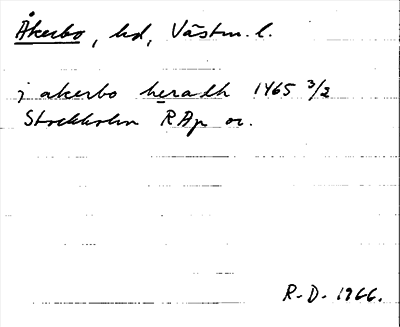 Åkerbo, hd, Västm. l.
j akerbo heradh 1465 3/2
Stockholm RAp or.
R-D- 1966.